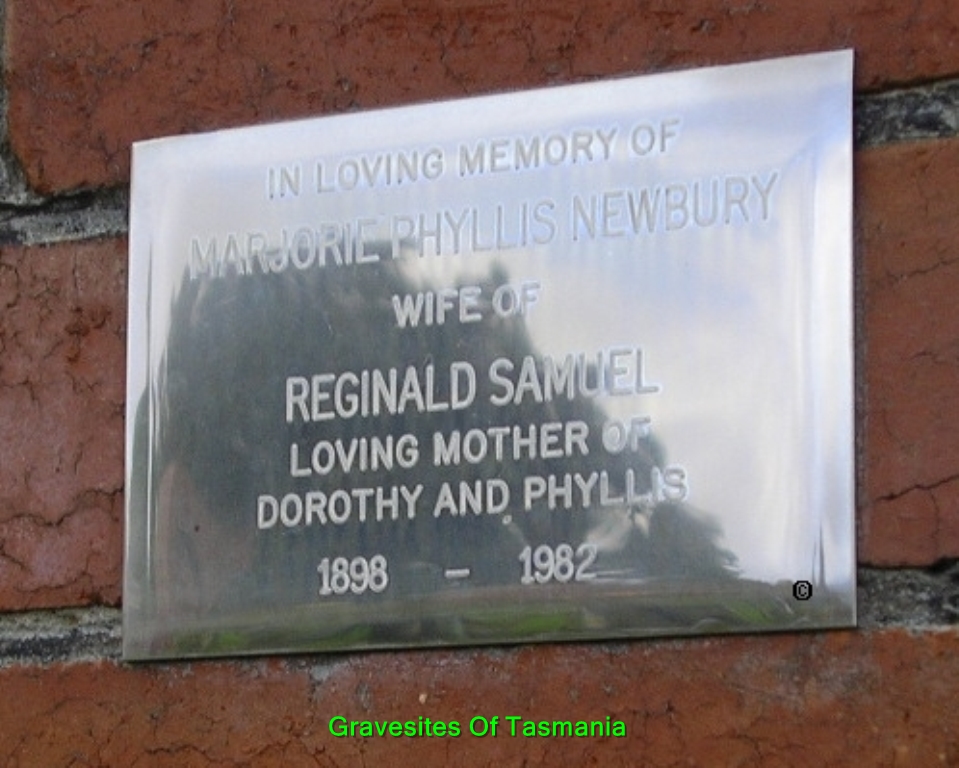 IN LOVING MEMORY OF
MARJORIE PHYLLIS NEWBURY
WIFE OF
REGINALD SAMUEL
LOVING MOTHER OF
DOROTHY AND PHYLLIS
1898 – 1982
©
Gravesites Of Tasmania